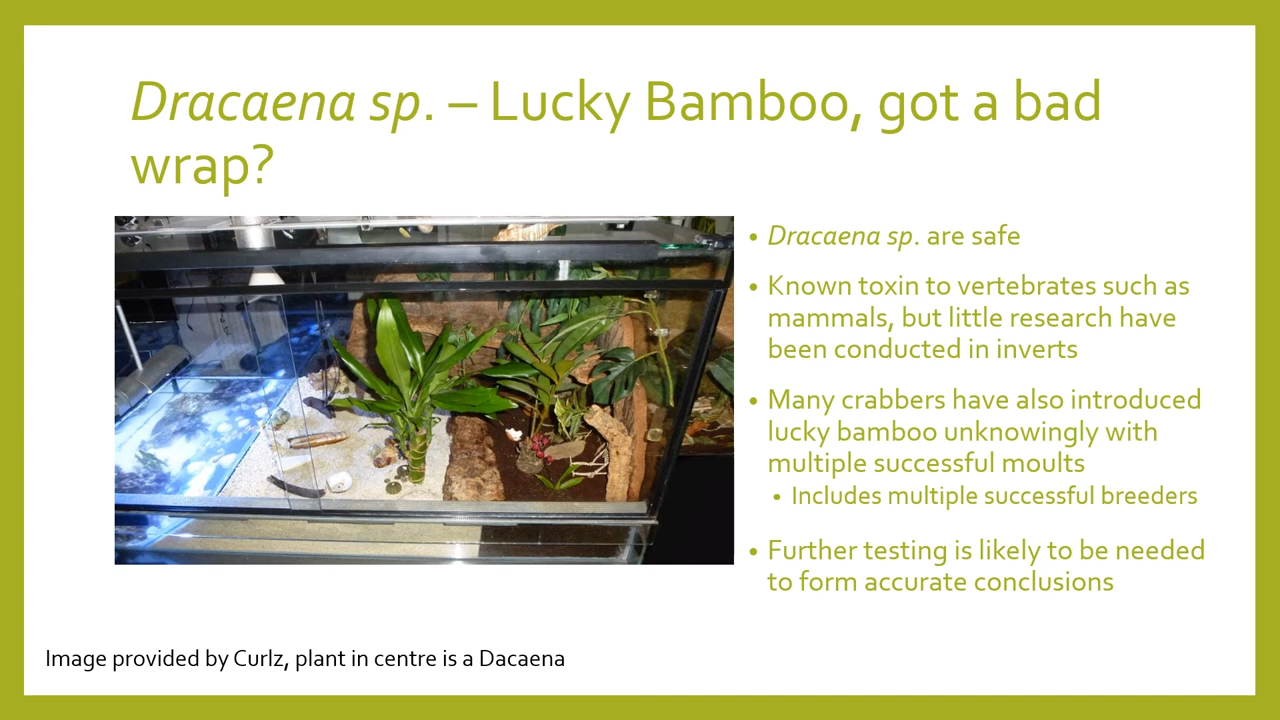 Dracaena sp. – Lucky Bamboo, got a bad
wrap?
• Dracaena sp. are safe
• Known toxin to vertebrates such as
mammals, but little research have
been conducted in inverts
• Many crabbers have also introduced
lucky bamboo unknowingly with
multiple successful moults
• Includes multiple successful breeders
• Further testing is likely to be needed
to form accurate conclusions
Image provided by Curlz, plant in centre is a Dacaena